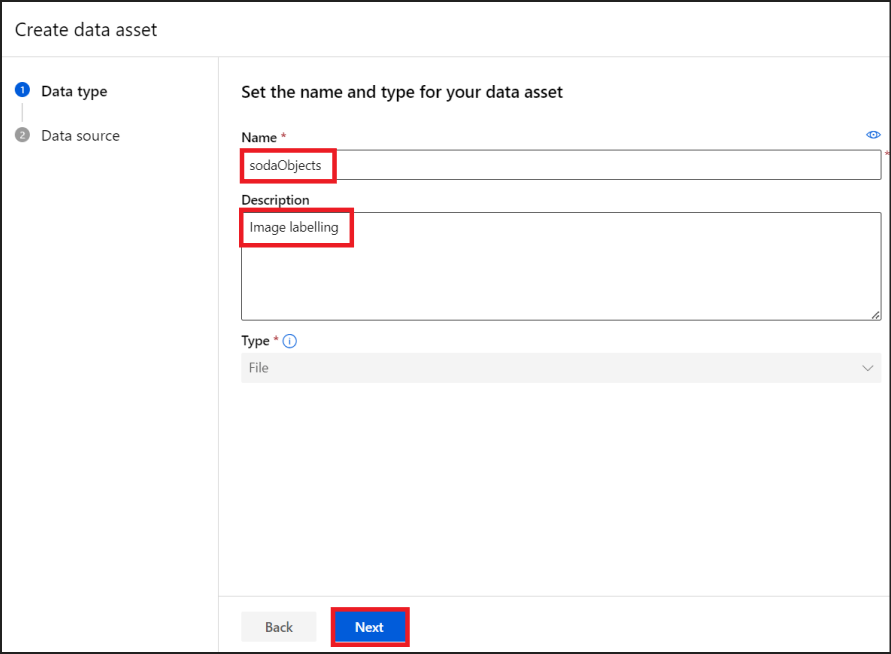 Create data asset
1 Data type
2 Data source
Set the name and type for your data asset
Name *
sodaObjects
*
Description
Image labelling
Type * i
File
Back
Next